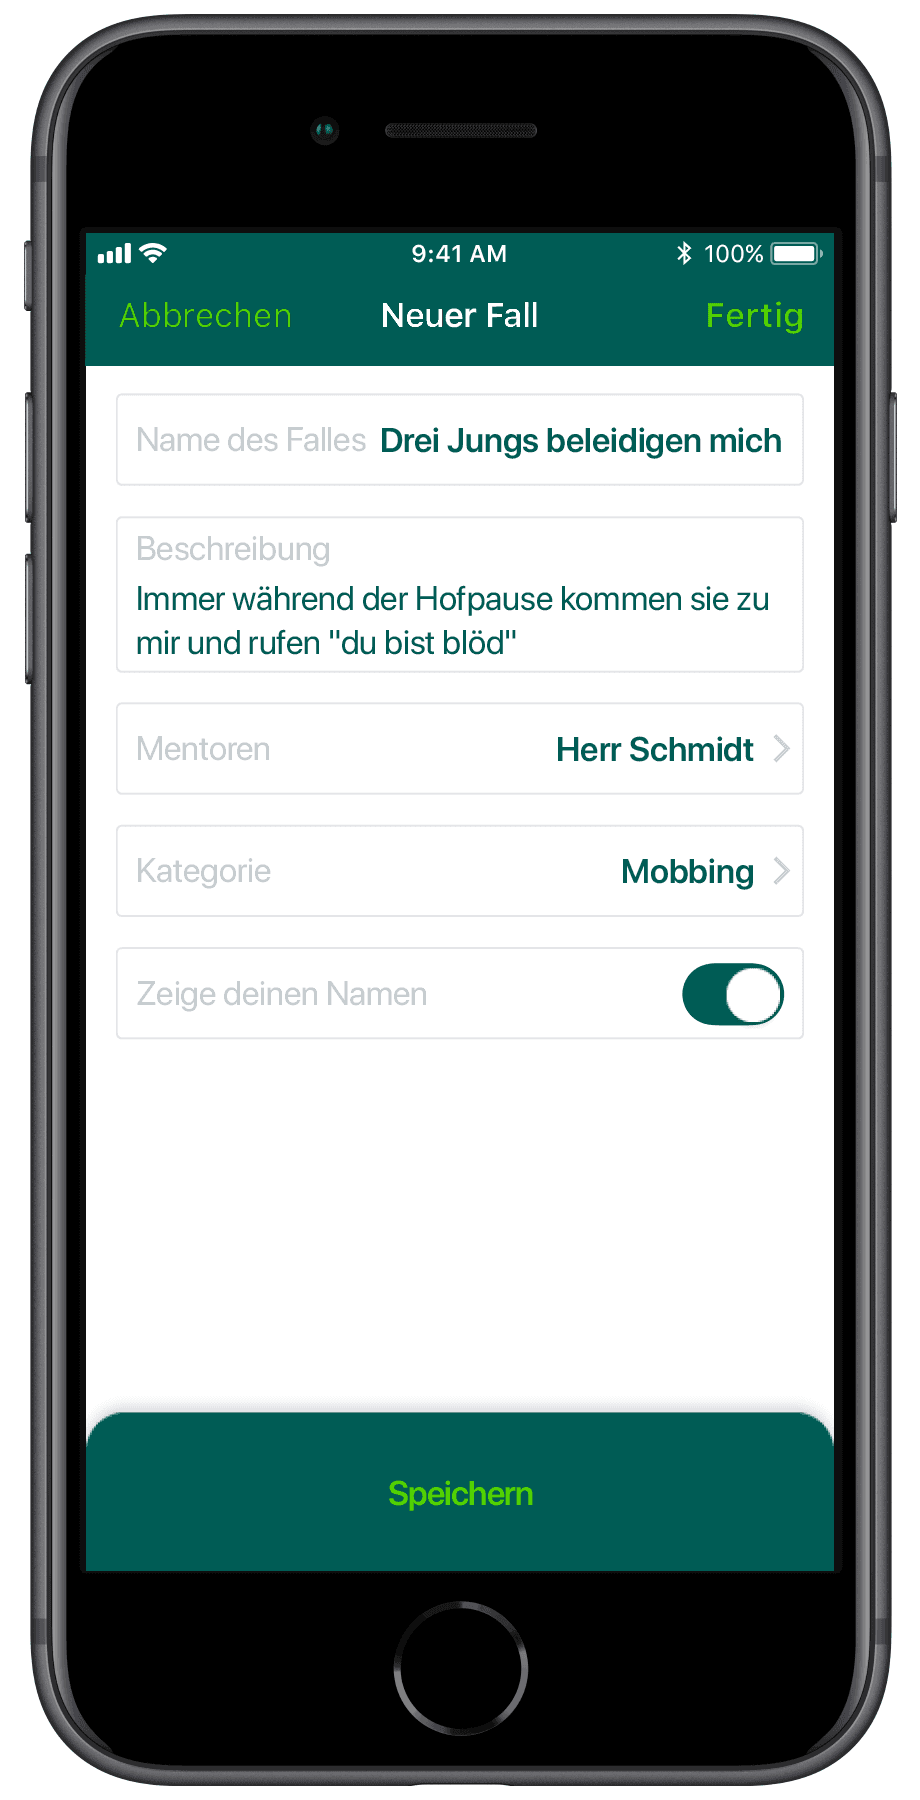 9:41 AM 100%
Abbrechen Neuer Fall Fertig
Name des Falles Drei Jungs beleidigen mich
Beschreibung
Immer während der Hofpause kommen sie zu
mir und rufen "du bist blöd"
Mentoren Herr Schmidt
Kategorie Mobbing
Zeige deinen Namen
Speichern